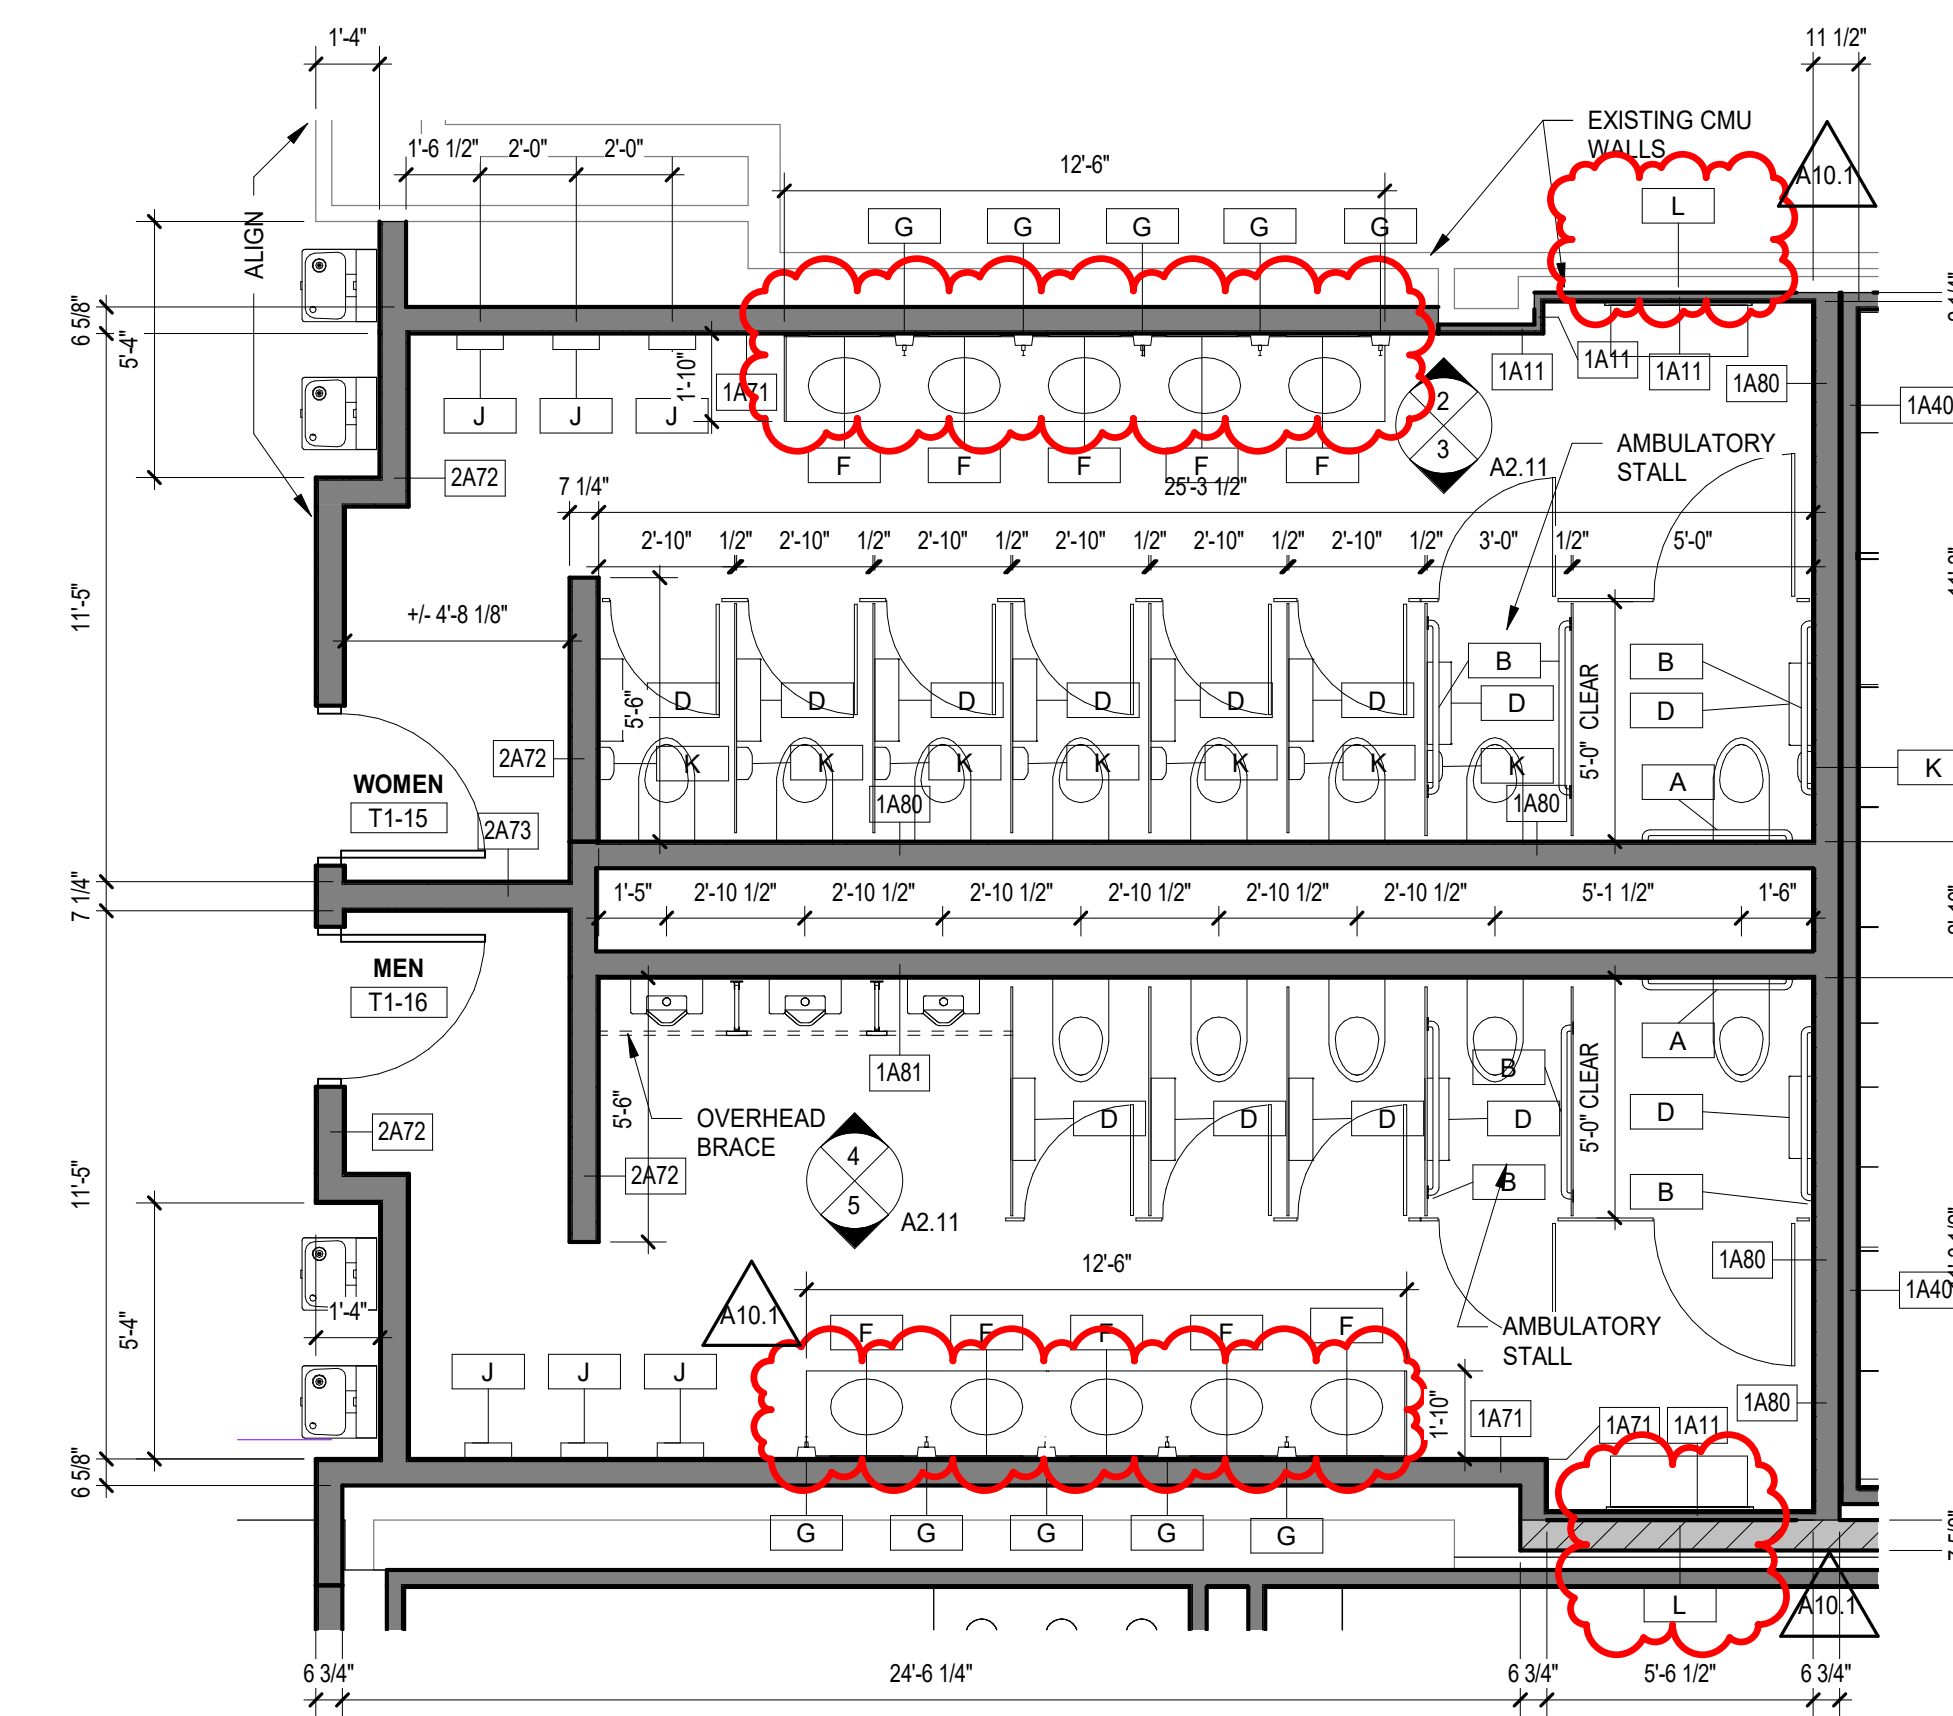 1'-4"
11 1/2"
EXISTING CMU
WALLS
A10.1
1'-6 1/2" 2'-0" 2'-0"
12'-6"
L
ALIGN
G G G G G
6 5/8"
5'-4"
1'-10"
1A71
1A11 1A11 1A11 1A80
1A40
J J J
2
3
A2.11
F F F F F
AMBULATORY
STALL
2A72
7 1/4"
25'-3 1/2"
2'-10" 1/2" 2'-10" 1/2" 2'-10" 1/2" 2'-10" 1/2" 2'-10" 1/2" 2'-10" 1/2" 3'-0" 1/2" 5'-0"
11'-5"
+/- 4'-8 1/8"
5'-6"
B B
D D D D D D D D
5'-0" CLEAR
2A72
K K K K K K K K
WOMEN
T1-15
A
1A80 1A80
2A73
7 1/4"
1'-5" 2'-10 1/2" 2'-10 1/2" 2'-10 1/2" 2'-10 1/2" 2'-10 1/2" 2'-10 1/2" 5'-1 1/2" 1'-6"
MEN
T1-16
A
1A81
B
5'-6"
5'-0" CLEAR
OVERHEAD
BRACE
D D D D D
2A72
4
5
A2.11
2A72
B B
11'-5"
12'-6"
1A80
1A40
1'-4"
5'-4"
A10.1
F F F F F
AMBULATORY
STALL
J J J
1'-10"
1A80
1A71 1A71 1A11
6 5/8"
G G G G G
L
A10.1
6 3/4" 24'-6 1/4" 6 3/4" 5'-6 1/2" 6 3/4"